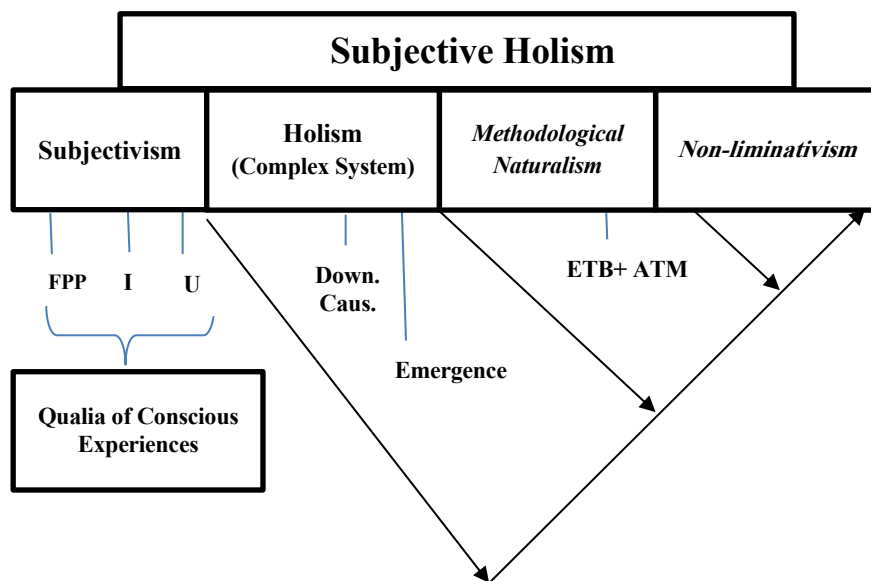 Subjective Holism
Subjectivism
Holism
(Complex System)
Methodological
Naturalism
Non-liminativism
FPP
I
U
Down.
Caus.
Emergence
ETB+ ATM
Qualia of Conscious
Experiences